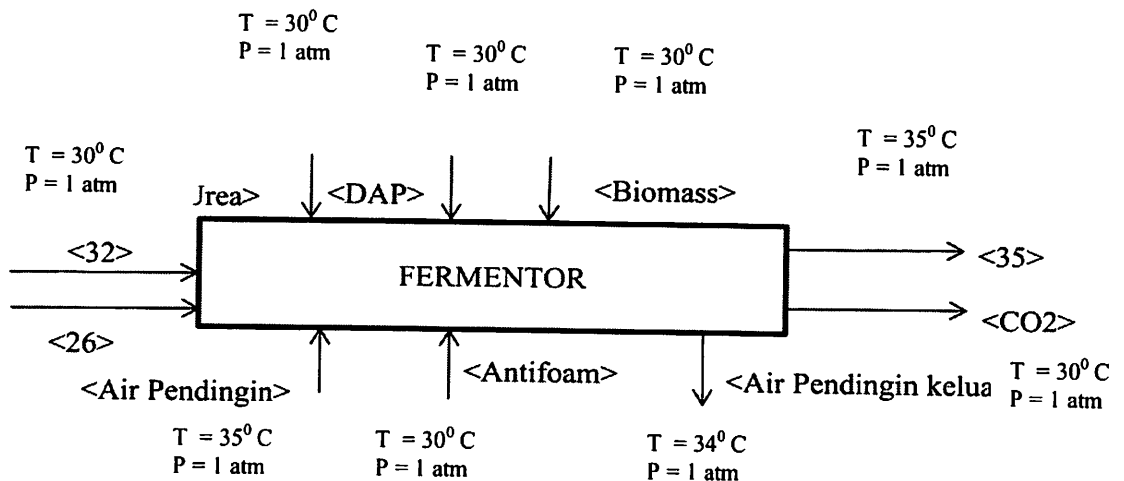 T = 30⁰ C
P = 1 atm
T = 30⁰ C
P = 1 atm
T = 30⁰ C
P = 1 atm
T = 35⁰ C
P = 1 atm
T = 30⁰ C
P = 1 atm
Jrea>
<DAP>
<Biomass>
<32>
FERMENTOR
<35>
<26>
<CO2>
<Air Pendingin>
<Antifoam>
<Air Pendingin kelua
T = 30⁰ C
P = 1 atm
T = 35⁰ C
P = 1 atm
T = 30⁰ C
P = 1 atm
T = 34⁰ C
P = 1 atm